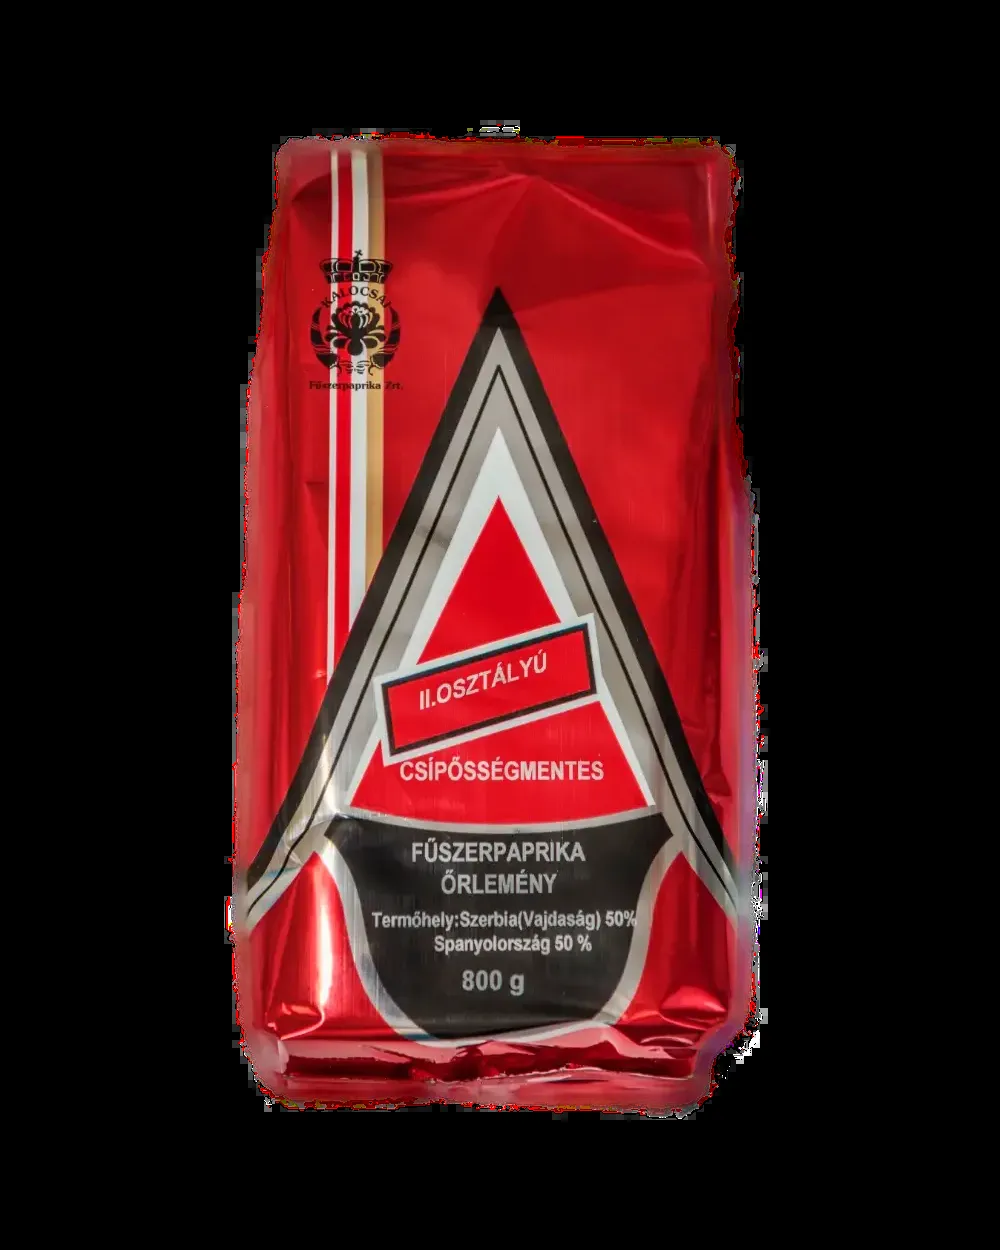 KALOCSAI
Fűszerpaprika Zrt.
II.OSZTÁLYÚ
CSÍPŐSSÉGMENTES
FŰSZERPAPRIKA
ŐRLEMÉNY
Termőhely:Szerbia(Vajdaság) 50%
Spanyolország 50 %
800 g